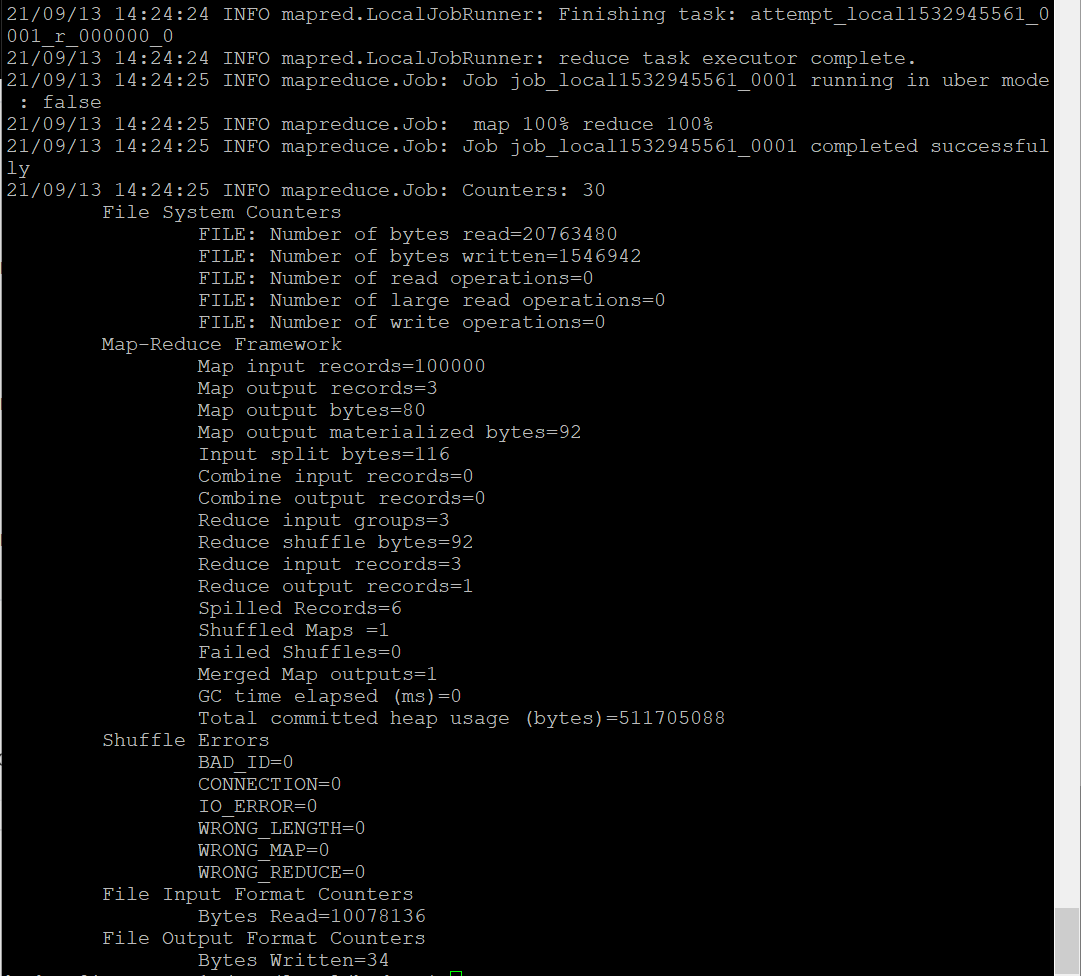 21/09/13 14:24:24 INFO mapred.LocalJobRunner: Finishing task: attempt_local1532945561_0
001_r_000000_0
21/09/13 14:24:24 INFO mapred.LocalJobRunner: reduce task executor complete.
21/09/13 14:24:25 INFO mapreduce.Job: Job job_local1532945561_0001 running in uber mode
 : false
21/09/13 14:24:25 INFO mapreduce.Job:  map 100% reduce 100%
21/09/13 14:24:25 INFO mapreduce.Job: Job job_local1532945561_0001 completed successful
ly
21/09/13 14:24:25 INFO mapreduce.Job: Counters: 30
        File System Counters
                FILE: Number of bytes read=20763480
                FILE: Number of bytes written=1546942
                FILE: Number of read operations=0
                FILE: Number of large read operations=0
                FILE: Number of write operations=0
        Map-Reduce Framework
                Map input records=100000
                Map output records=3
                Map output bytes=80
                Map output materialized bytes=92
                Input split bytes=116
                Combine input records=0
                Combine output records=0
                Reduce input groups=3
                Reduce shuffle bytes=92
                Reduce input records=3
                Reduce output records=1
                Spilled Records=6
                Shuffled Maps =1
                Failed Shuffles=0
                Merged Map outputs=1
                GC time elapsed (ms)=0
                Total committed heap usage (bytes)=511705088
        Shuffle Errors
                BAD_ID=0
                CONNECTION=0
                IO_ERROR=0
                WRONG_LENGTH=0
                WRONG_MAP=0
                WRONG_REDUCE=0
        File Input Format Counters
                Bytes Read=10078136
        File Output Format Counters
                Bytes Written=34